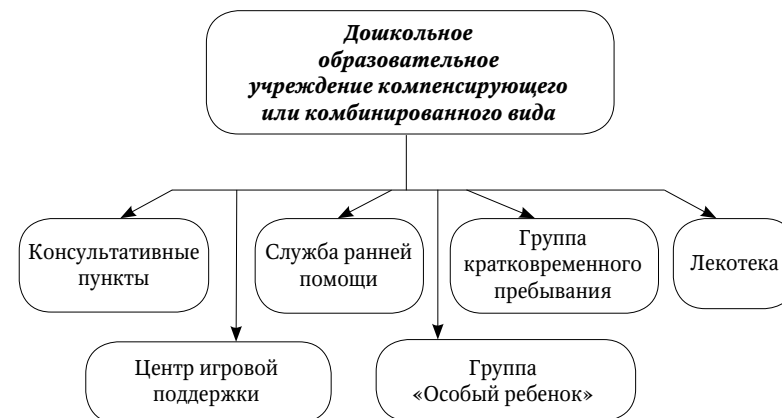 Дошкольное
образовательное
учреждение компенсирующего
или комбинированного вида
Консультативные
пункты
Служба ранней
помощи
Группа
кратковременного
пребывания
Лекотека
Центр игровой
поддержки
Группа
«Особый ребенок»